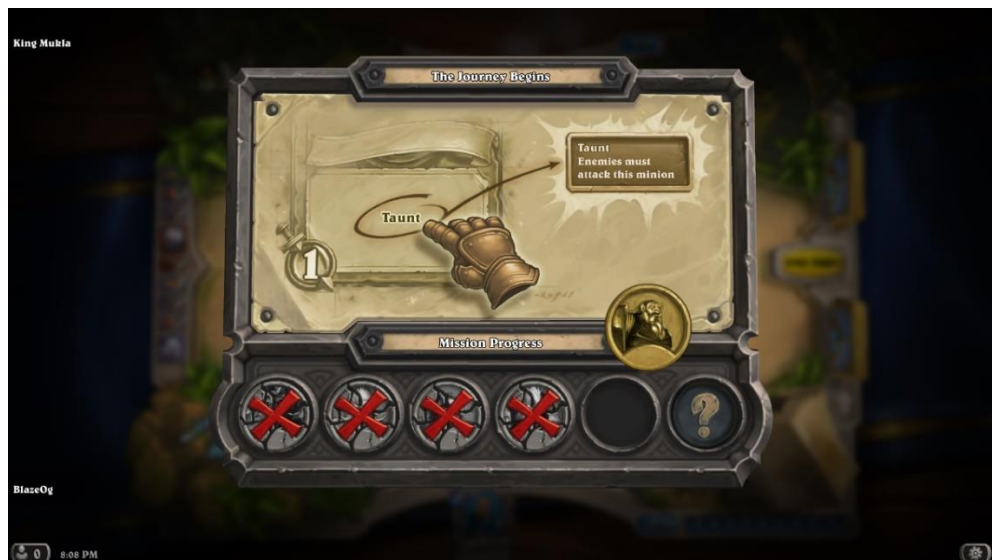 King Mukla
The Journey Begins
Taunt
Enemies must
attack this minion
Taunt
1
Mission Progress
?
BlazeOg
0
8:08 PM